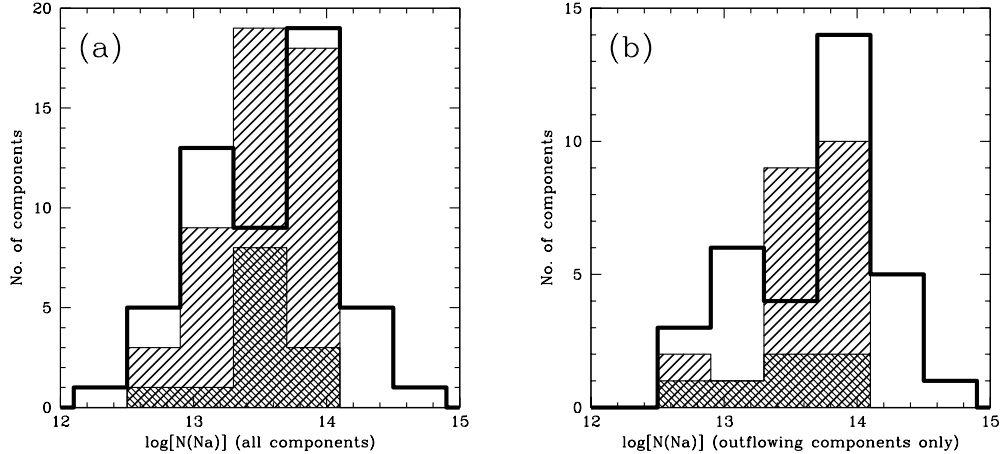 20
15
10
5
0
No. of components
(a)
12
13
14
15
log[N(Na)] (all components)
15
10
5
0
No. of components
(b)
12
13
14
15
log[N(Na)] (outflowing components only)